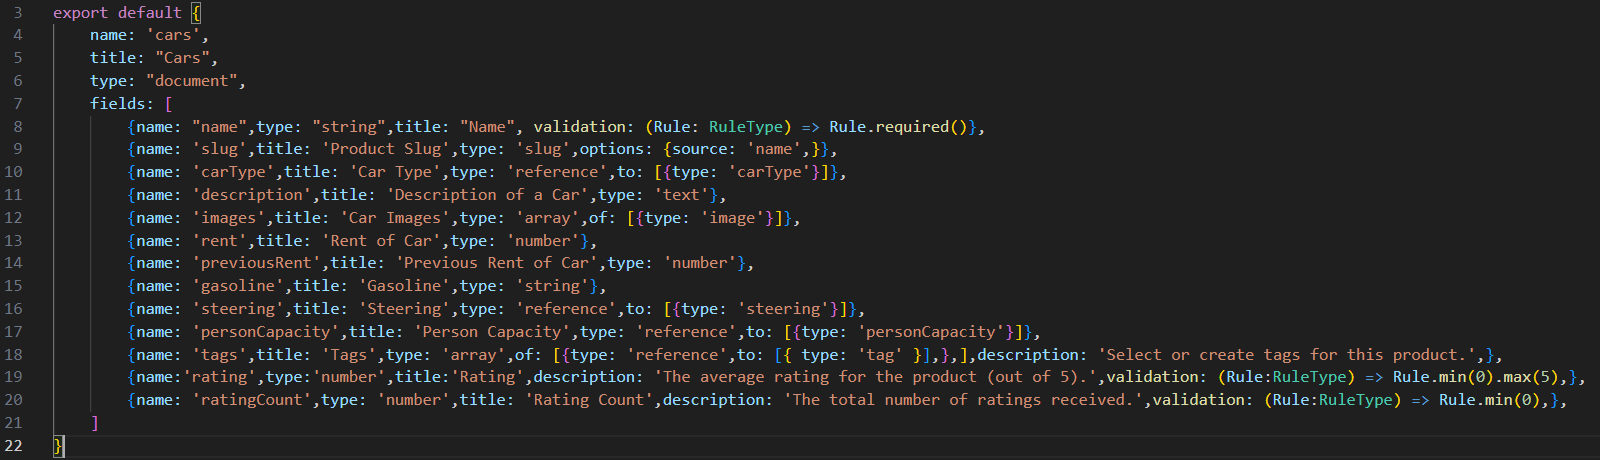 3 export default {
4 name: 'cars',
5 title: "Cars",
6 type: "document",
7 fields: [
8 {name: "name",type: "string",title: "Name", validation: (Rule: RuleType) => Rule.required()},
9 {name: 'slug',title: 'Product Slug',type: 'slug',options: {source: 'name',}},
10 {name: 'carType',title: 'Car Type',type: 'reference',to: [{type: 'carType'}]},
11 {name: 'description',title: 'Description of a Car',type: 'text'},
12 {name: 'images',title: 'Car Images',type: 'array',of: [{type: 'image'}]},
13 {name: 'rent',title: 'Rent of Car',type: 'number'},
14 {name: 'previousRent',title: 'Previous Rent of Car',type: 'number'},
15 {name: 'gasoline',title: 'Gasoline',type: 'string'},
16 {name: 'steering',title: 'Steering',type: 'reference',to: [{type: 'steering'}]},
17 {name: 'personCapacity',title: 'Person Capacity',type: 'reference',to: [{type: 'personCapacity'}]},
18 {name: 'tags',title: 'Tags',type: 'array',of: [{type: 'reference',to: [{ type: 'tag' }],},],description: 'Select or create tags for this product.',},
19 {name:'rating',type:'number',title:'Rating',description: 'The average rating for the product (out of 5).',validation: (Rule:RuleType) => Rule.min(0).max(5),},
20 {name: 'ratingCount',type: 'number',title: 'Rating Count',description: 'The total number of ratings received.',validation: (Rule:RuleType) => Rule.min(0),},
21 ]
22 }